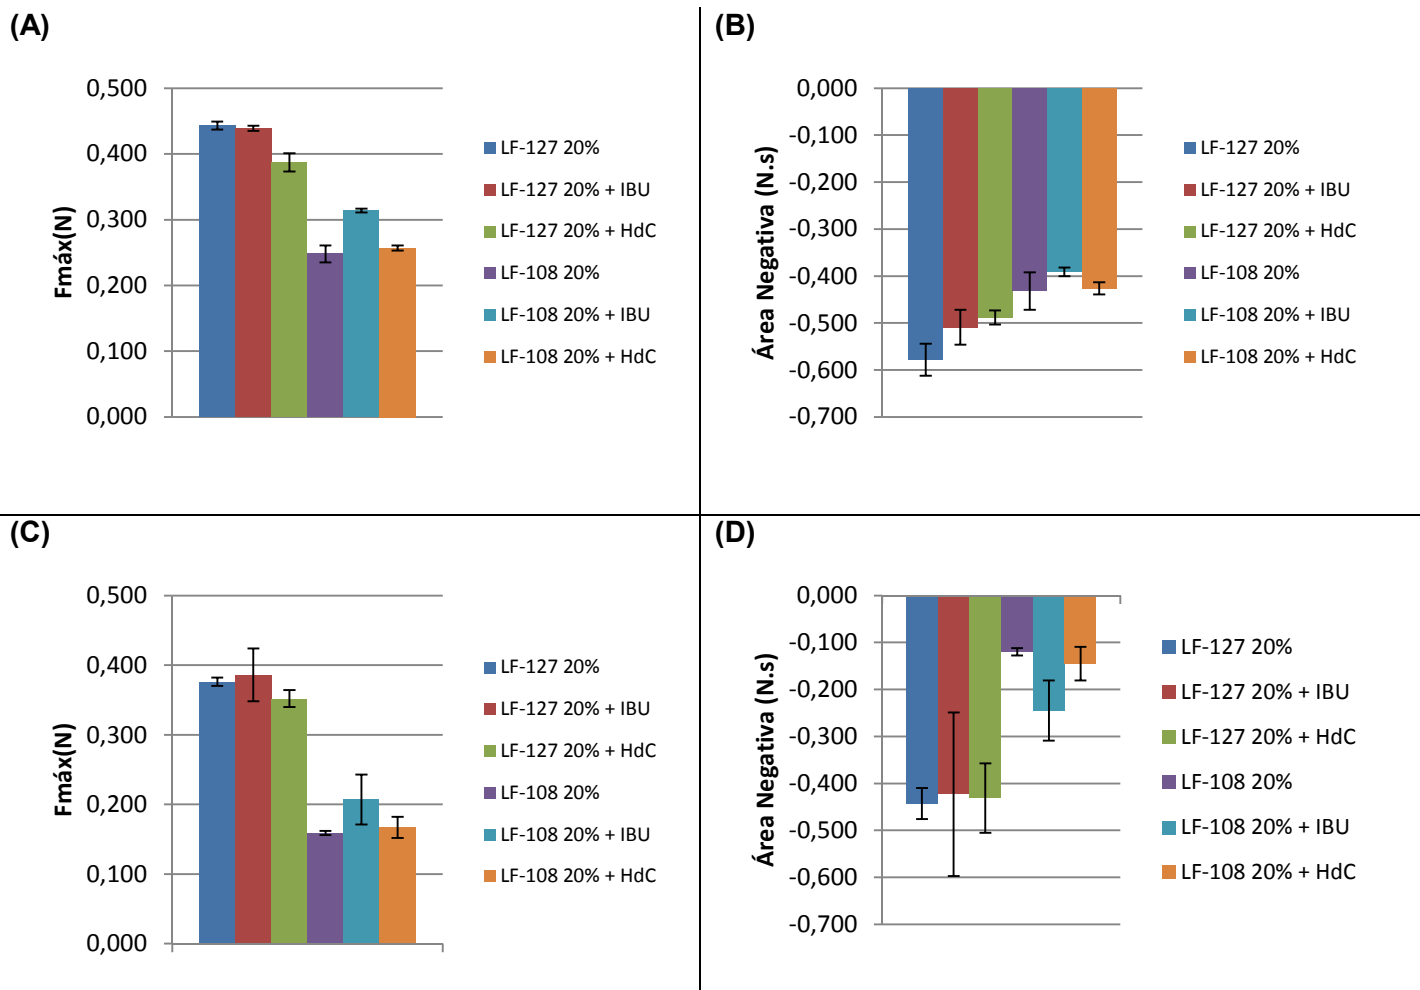 (A)
Fmáx(N)
0,500
0,400
0,300
0,200
0,100
0,000
LF-127 20%
LF-127 20% + IBU
LF-127 20% + HdC
LF-108 20%
LF-108 20% + IBU
LF-108 20% + HdC
(B)
Área Negativa (N.s)
0,000
-0,100
-0,200
-0,300
-0,400
-0,500
-0,600
-0,700
LF-127 20%
LF-127 20% + IBU
LF-127 20% + HdC
LF-108 20%
LF-108 20% + IBU
LF-108 20% + HdC
(C)
Fmáx(N)
0,500
0,400
0,300
0,200
0,100
0,000
LF-127 20%
LF-127 20% + IBU
LF-127 20% + HdC
LF-108 20%
LF-108 20% + IBU
LF-108 20% + HdC
(D)
Área Negativa (N.s)
0,000
-0,100
-0,200
-0,300
-0,400
-0,500
-0,600
-0,700
LF-127 20%
LF-127 20% + IBU
LF-127 20% + HdC
LF-108 20%
LF-108 20% + IBU
LF-108 20% + HdC